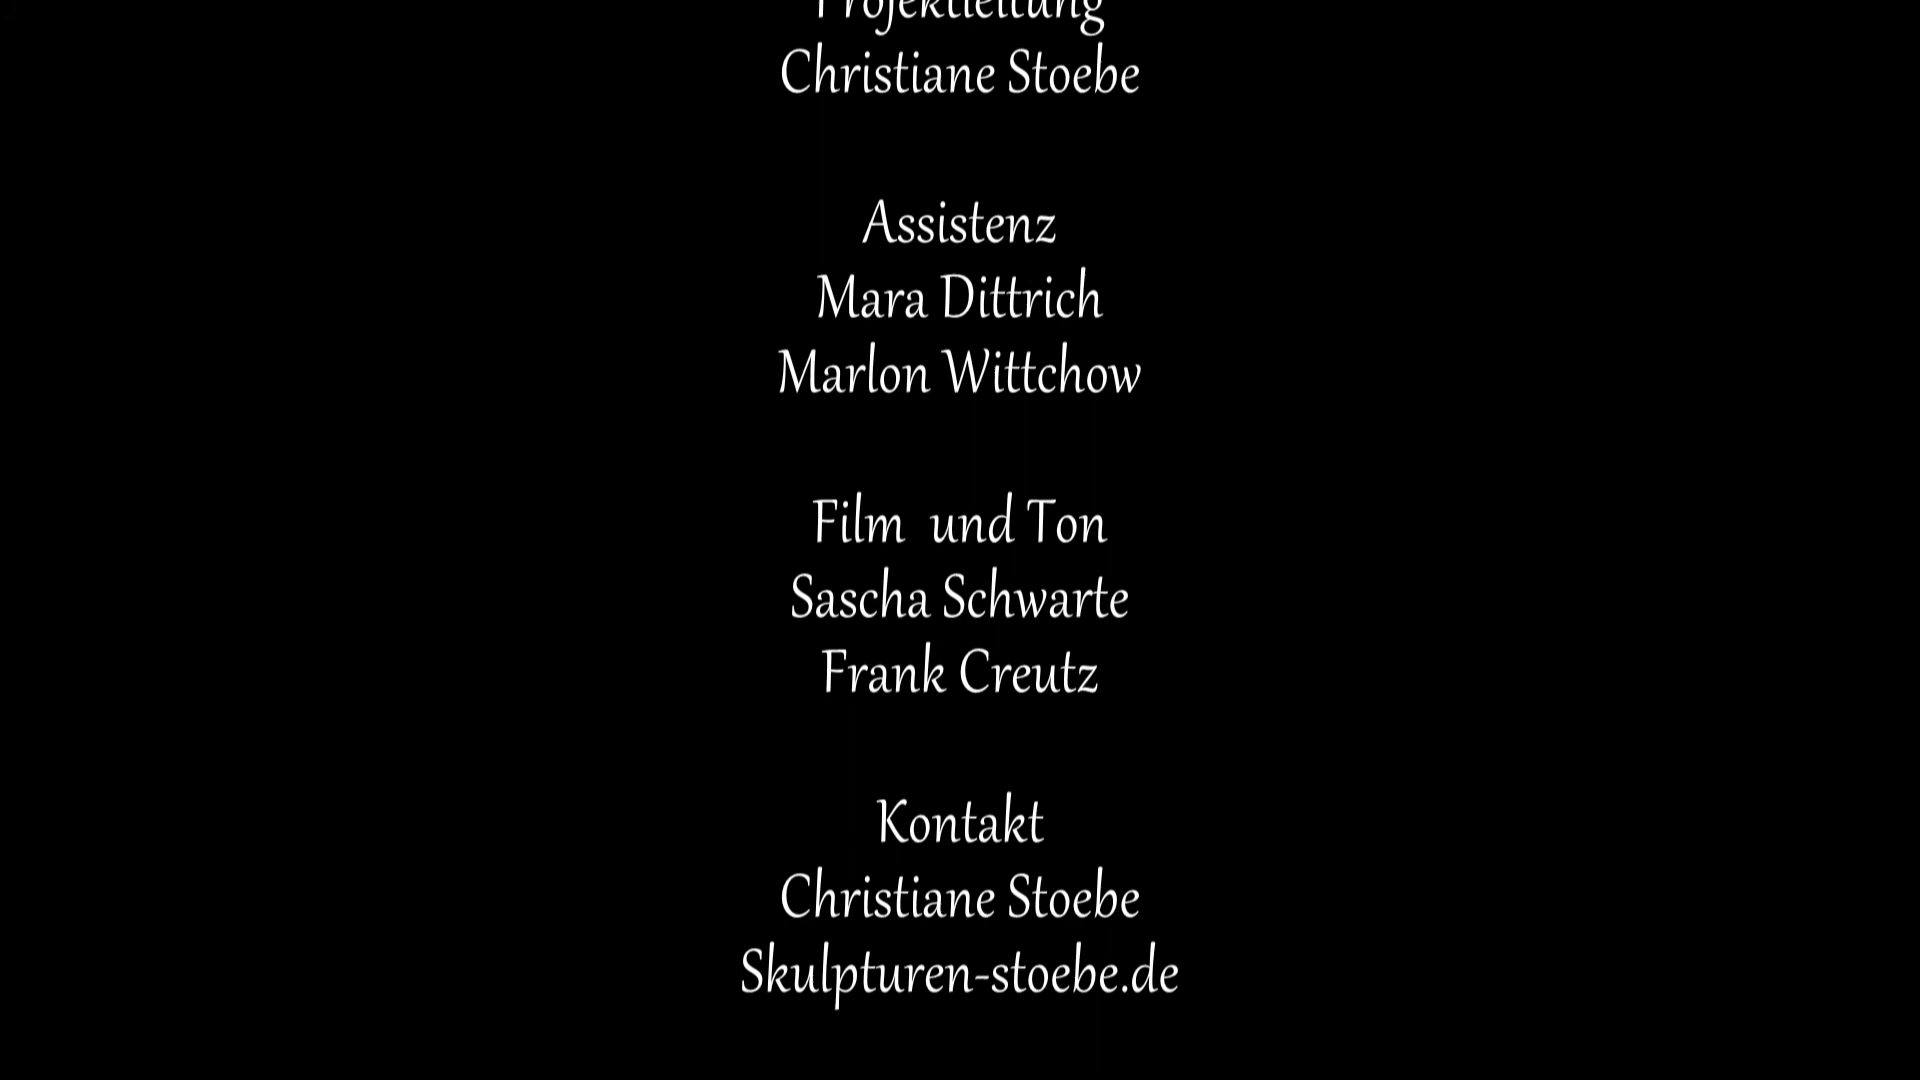 Projektleitung
Christiane Stoebe
Assistenz
Mara Dittrich
Marlon Wittchow
Film und Ton
Sascha Schwarte
Frank Creutz
Kontakt
Christiane Stoebe
Skulpturen-stoebe.de